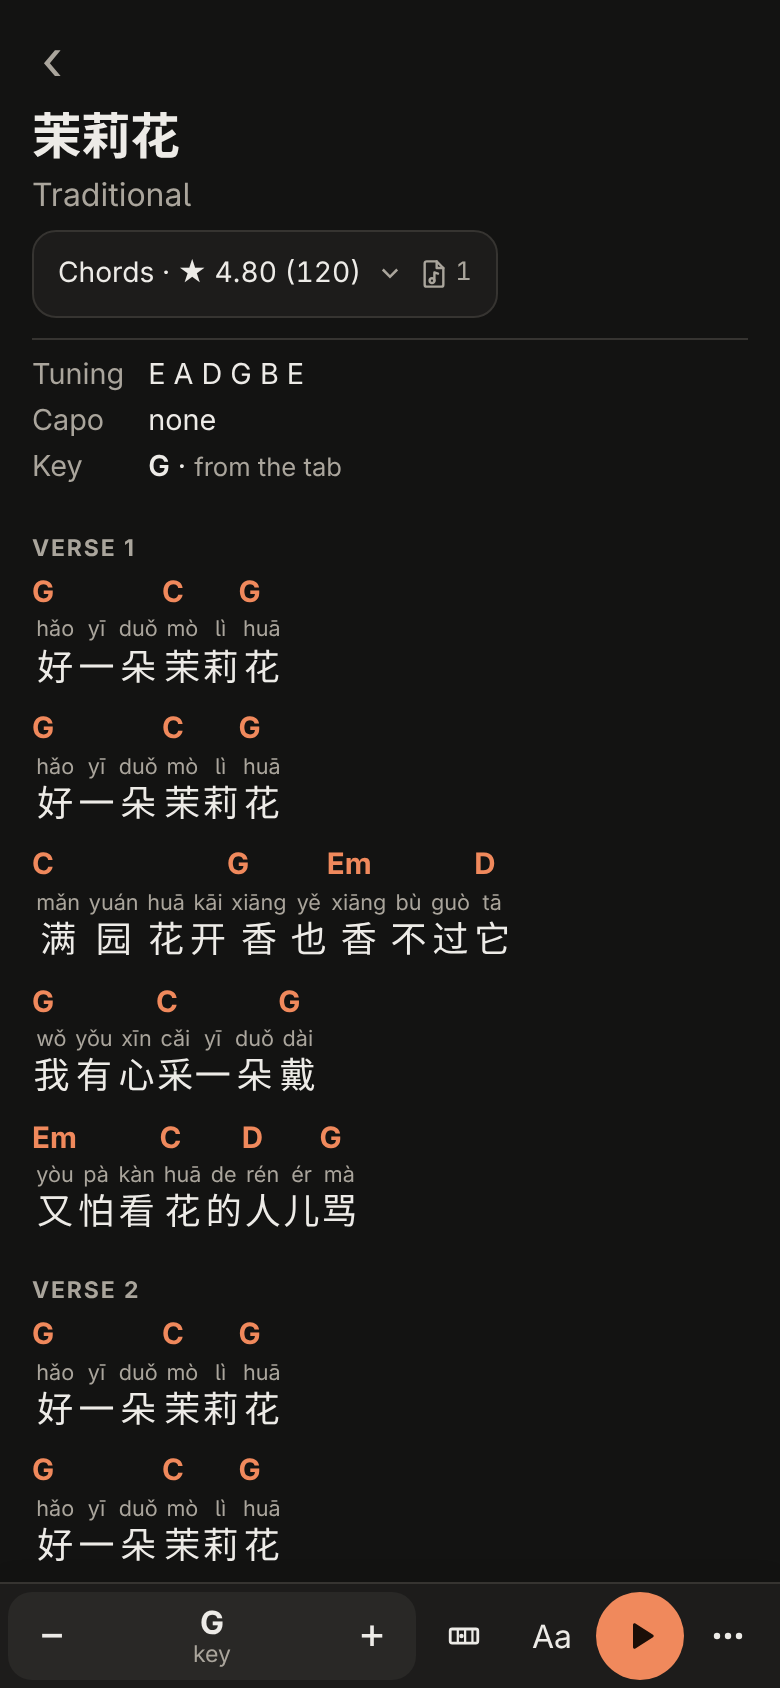 茉莉花
Traditional
Chords · ★ 4.80 (120) 1
Tuning E A D G B E
Capo none
Key G · from the tab
VERSE 1
G C G
hǎo yī duǒ mò lì huā
好一朵茉莉花
G C G
hǎo yī duǒ mò lì huā
好一朵茉莉花
C G Em D
mǎn yuán huā kāi xiāng yě xiāng bù guò tā
满园花开香也香不过它
G C G
wǒ yǒu xīn cǎi yī duǒ dài
我有心采一朵戴
Em C D G
yòu pà kàn huā de rén ér mà
又怕看花的人儿骂
VERSE 2
G C G
hǎo yī duǒ mò lì huā
好一朵茉莉花
G C G
hǎo yī duǒ mò lì huā
好一朵茉莉花
− G +
key
Aa